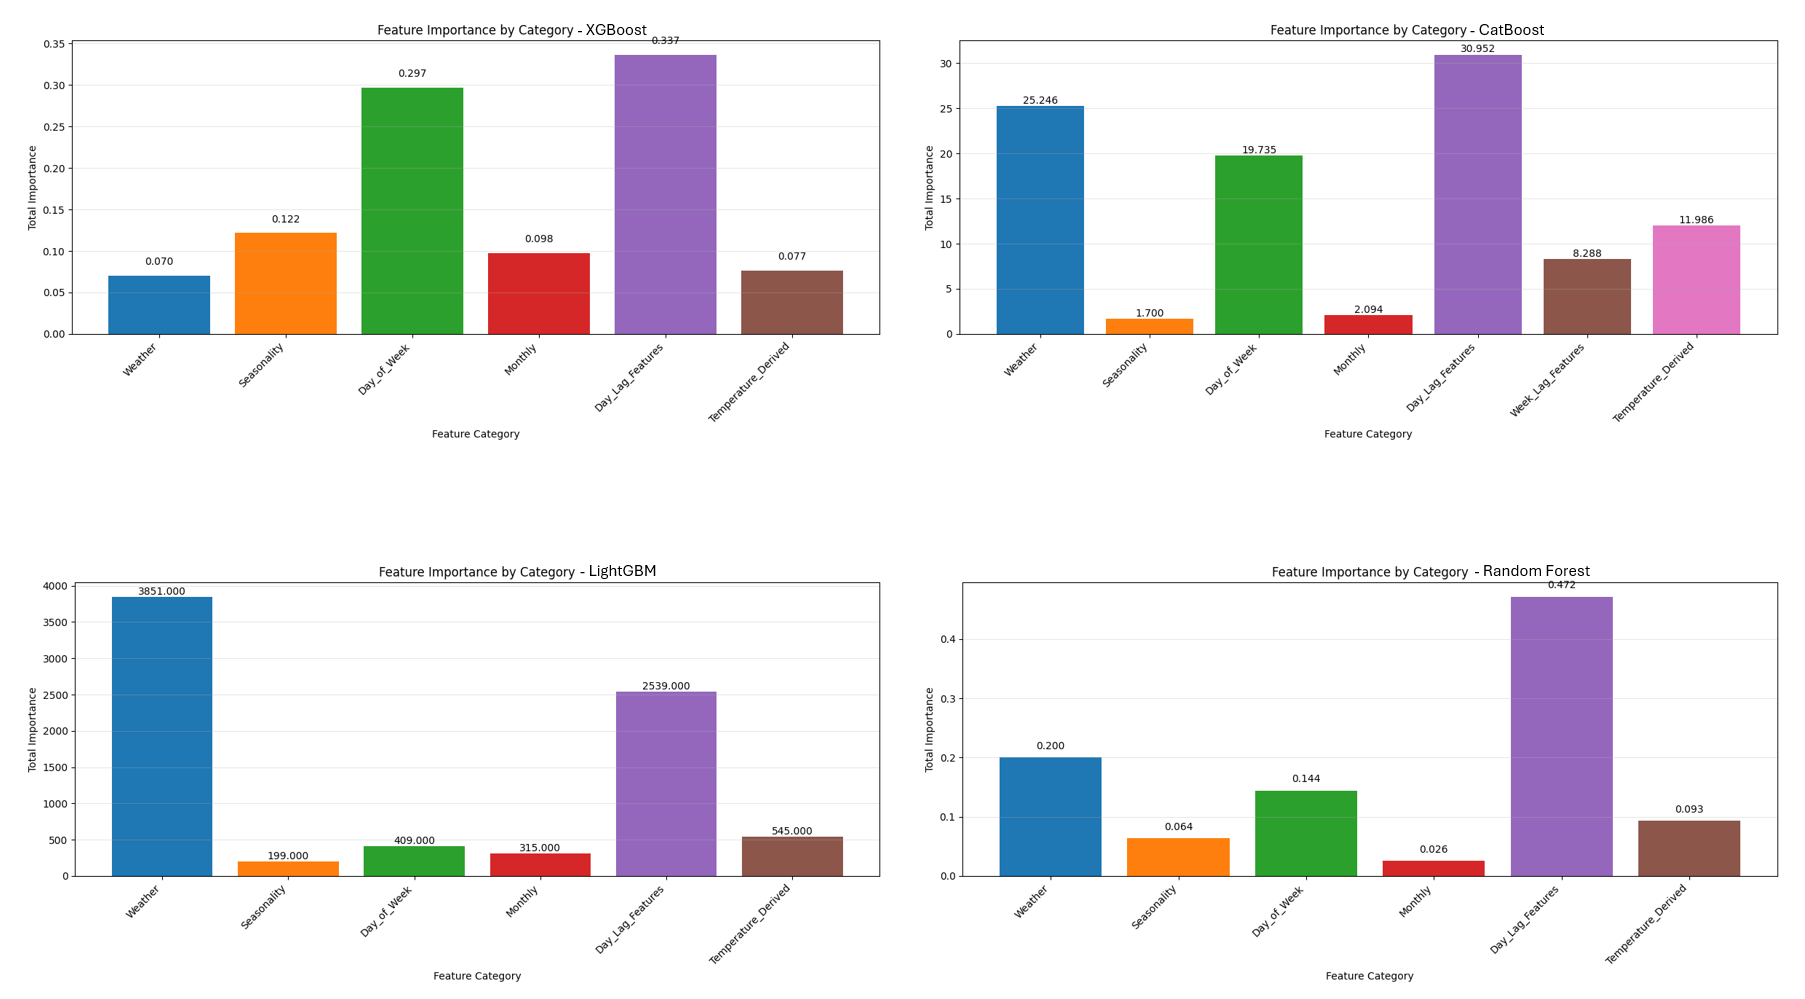 Feature Importance by Category - XGBoost
0.35
0.30
0.25
0.20
0.15
0.10
0.05
0.00
Total Importance
0.070
0.122
0.297
0.098
0.337
0.077
Weather
Seasonality
Day_of_Week
Monthly
Day_Lag_Features
Temperature_Derived
Feature Category
Feature Importance by Category - CatBoost
30
25
20
15
10
5
0
Total Importance
25.246
1.700
19.735
2.094
30.952
8.288
11.986
Weather
Seasonality
Day_of_Week
Monthly
Day_Lag_Features
Week_Lag_Features
Temperature_Derived
Feature Category
Feature Importance by Category - LightGBM
4000
3500
3000
2500
2000
1500
1000
500
0
Total Importance
3851.000
199.000
409.000
315.000
2539.000
545.000
Weather
Seasonality
Day_of_Week
Monthly
Day_Lag_Features
Temperature_Derived
Feature Category
Feature Importance by Category - Random Forest
0.4
0.3
0.2
0.1
0.0
Total Importance
0.200
0.064
0.144
0.026
0.472
0.093
Weather
Seasonality
Day_of_Week
Monthly
Day_Lag_Features
Temperature_Derived
Feature Category